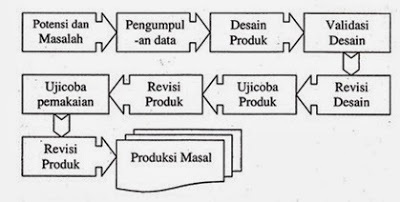 Potensi dan
Masalah
Pengumpul
-an data
Desain
Produk
Validasi
Desain
Revisi
Desain
Ujicoba
Produk
Revisi
Produk
Ujicoba
pemakaian
Revisi
Produk
Produksi Masal